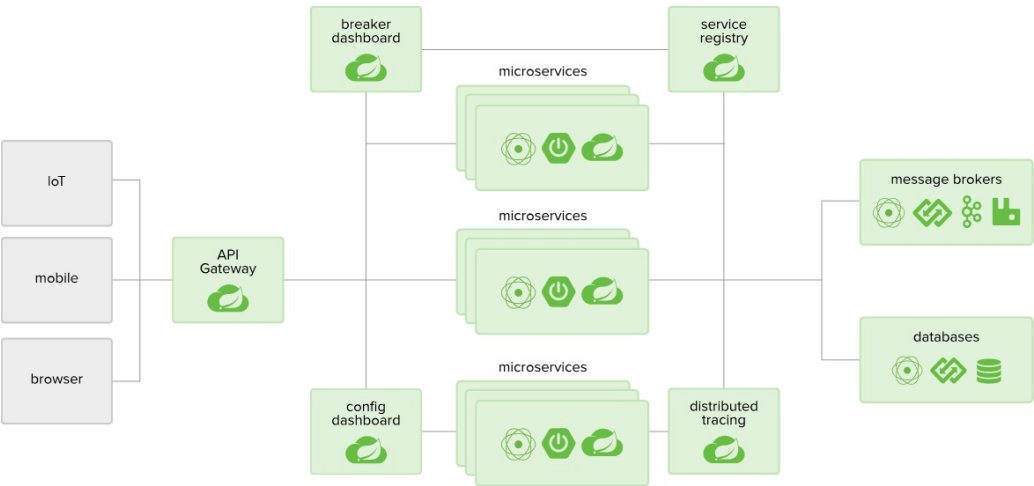 breaker
dashboard
service
registry
microservices
IoT
message brokers
microservices
API
Gateway
mobile
databases
microservices
browser
config
dashboard
distributed
tracing